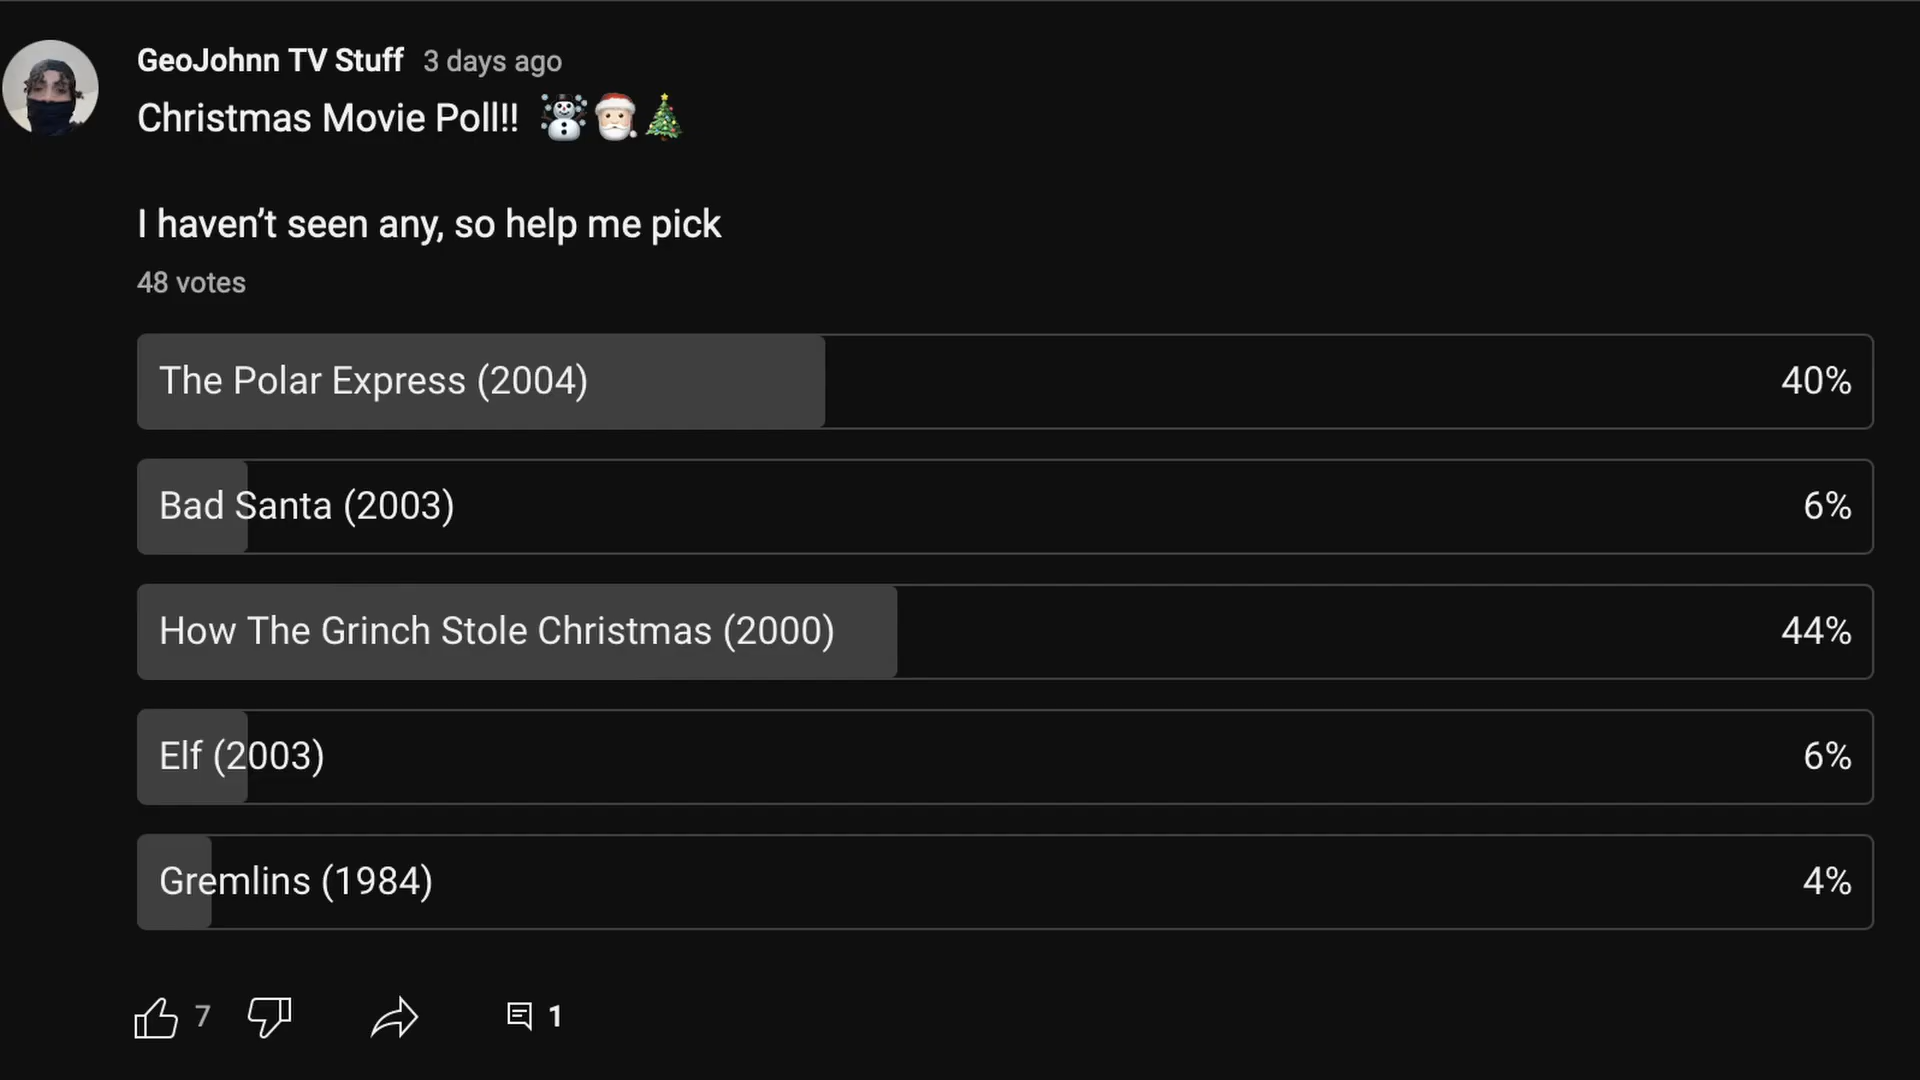 GeoJohnn TV Stuff 3 days ago
Christmas Movie Poll!! ☃️🎅🏻🎄
I haven’t seen any, so help me pick
48 votes
The Polar Express (2004) 40%
Bad Santa (2003) 6%
How The Grinch Stole Christmas (2000) 44%
Elf (2003) 6%
Gremlins (1984) 4%
7 1